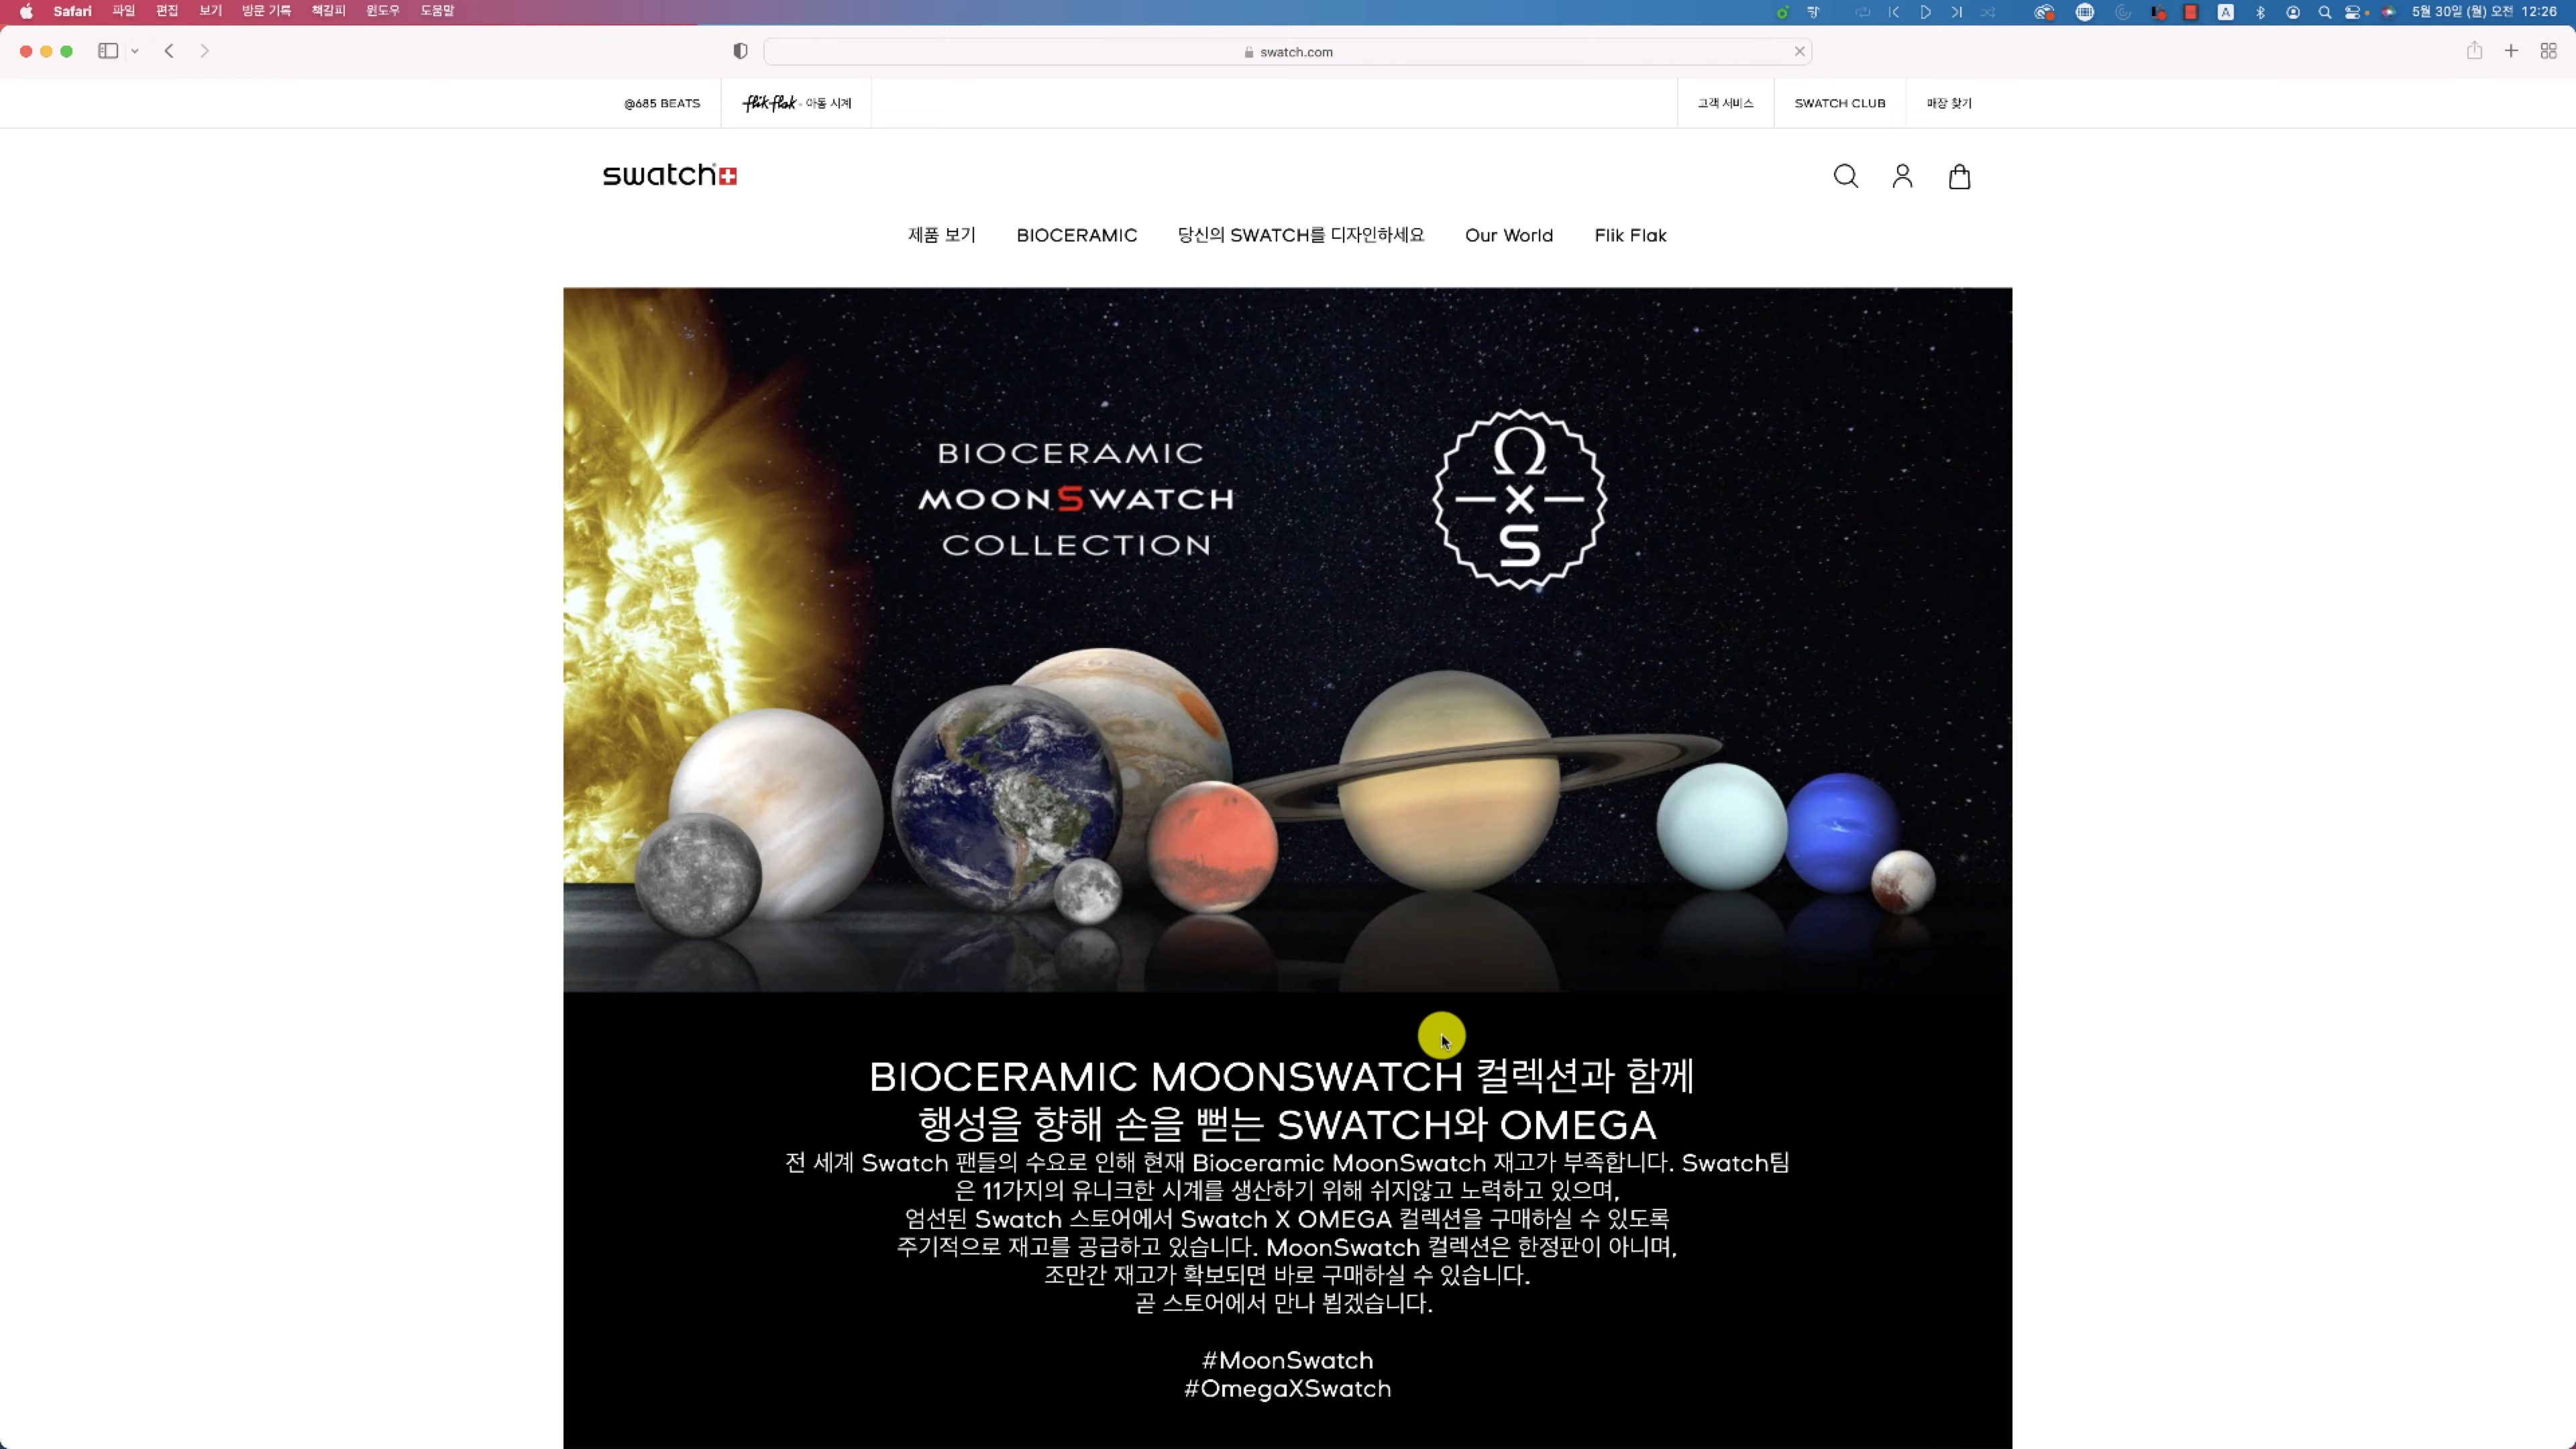 Safari 파일 편집 보기 방문 기록 책갈피 윈도우 도움말
A 5월 30일 (월) 오전 12:26
swatch.com
@685 BEATS flik flak - 아동 시계 고객 서비스 SWATCH CLUB 매장 찾기
swatch
제품 보기 BIOCERAMIC 당신의 SWATCH를 디자인하세요 Our World Flik Flak
BIOCERAMIC
MOONSWATCH
COLLECTION
Ω
X
S
BIOCERAMIC MOONSWATCH 컬렉션과 함께
행성을 향해 손을 뻗는 SWATCH와 OMEGA
전 세계 Swatch 팬들의 수요로 인해 현재 Bioceramic MoonSwatch 재고가 부족합니다. Swatch팀
은 11가지의 유니크한 시계를 생산하기 위해 쉬지않고 노력하고 있으며,
엄선된 Swatch 스토어에서 Swatch X OMEGA 컬렉션을 구매하실 수 있도록
주기적으로 재고를 공급하고 있습니다. MoonSwatch 컬렉션은 한정판이 아니며,
조만간 재고가 확보되면 바로 구매하실 수 있습니다.
곧 스토어에서 만나 뵙겠습니다.
#MoonSwatch
#OmegaXSwatch